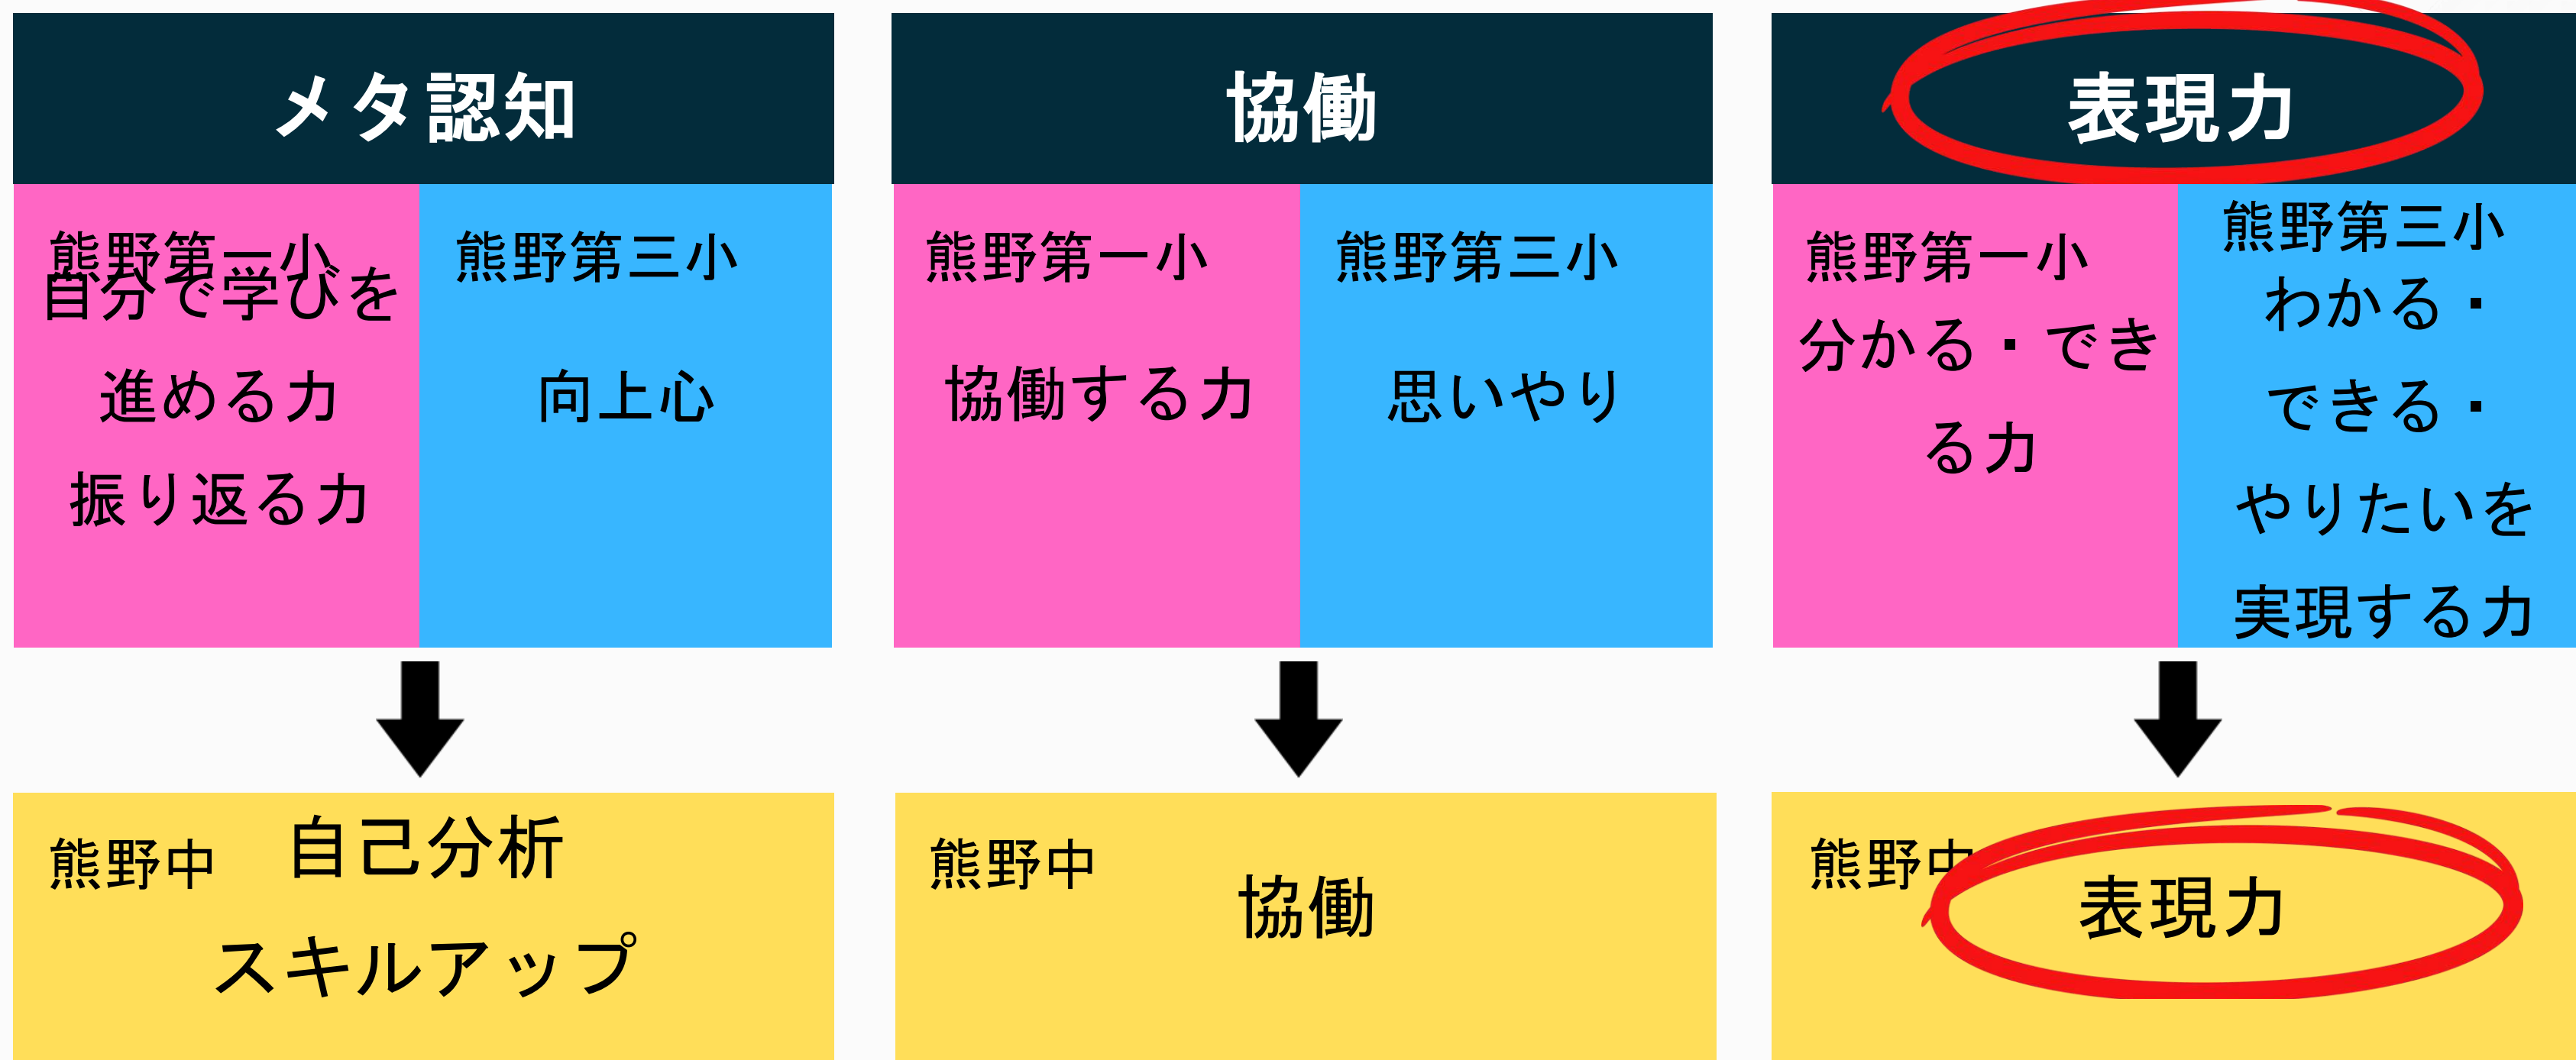 メタ認知
熊野第一小
自分で学びを
進める力
振り返る力
熊野第三小
向上心
熊野中
自己分析
スキルアップ
協働
熊野第一小
協働する力
熊野第三小
思いやり
熊野中
協働
表現力
熊野第一小
分かる・でき
る力
熊野第三小
わかる・
できる・
やりたいを
実現する力
熊野中
表現力